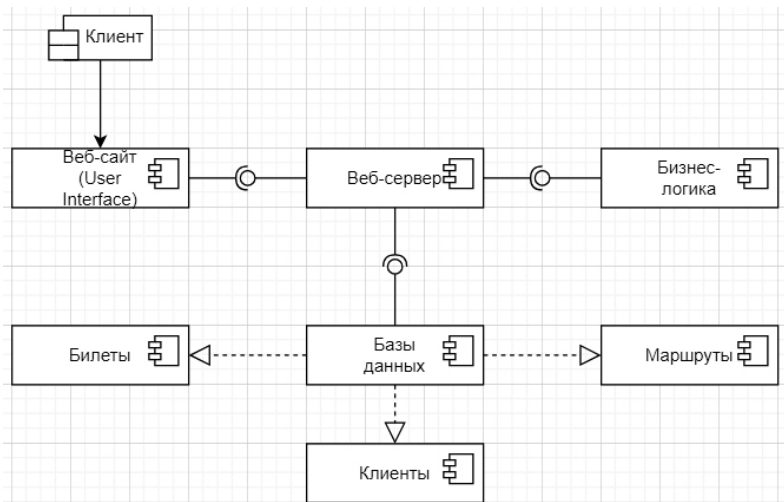 Клиент
Веб-сайт
(User
Interface)
Веб-сервер
Бизнес-
логика
Билеты
Базы
данных
Маршруты
Клиенты